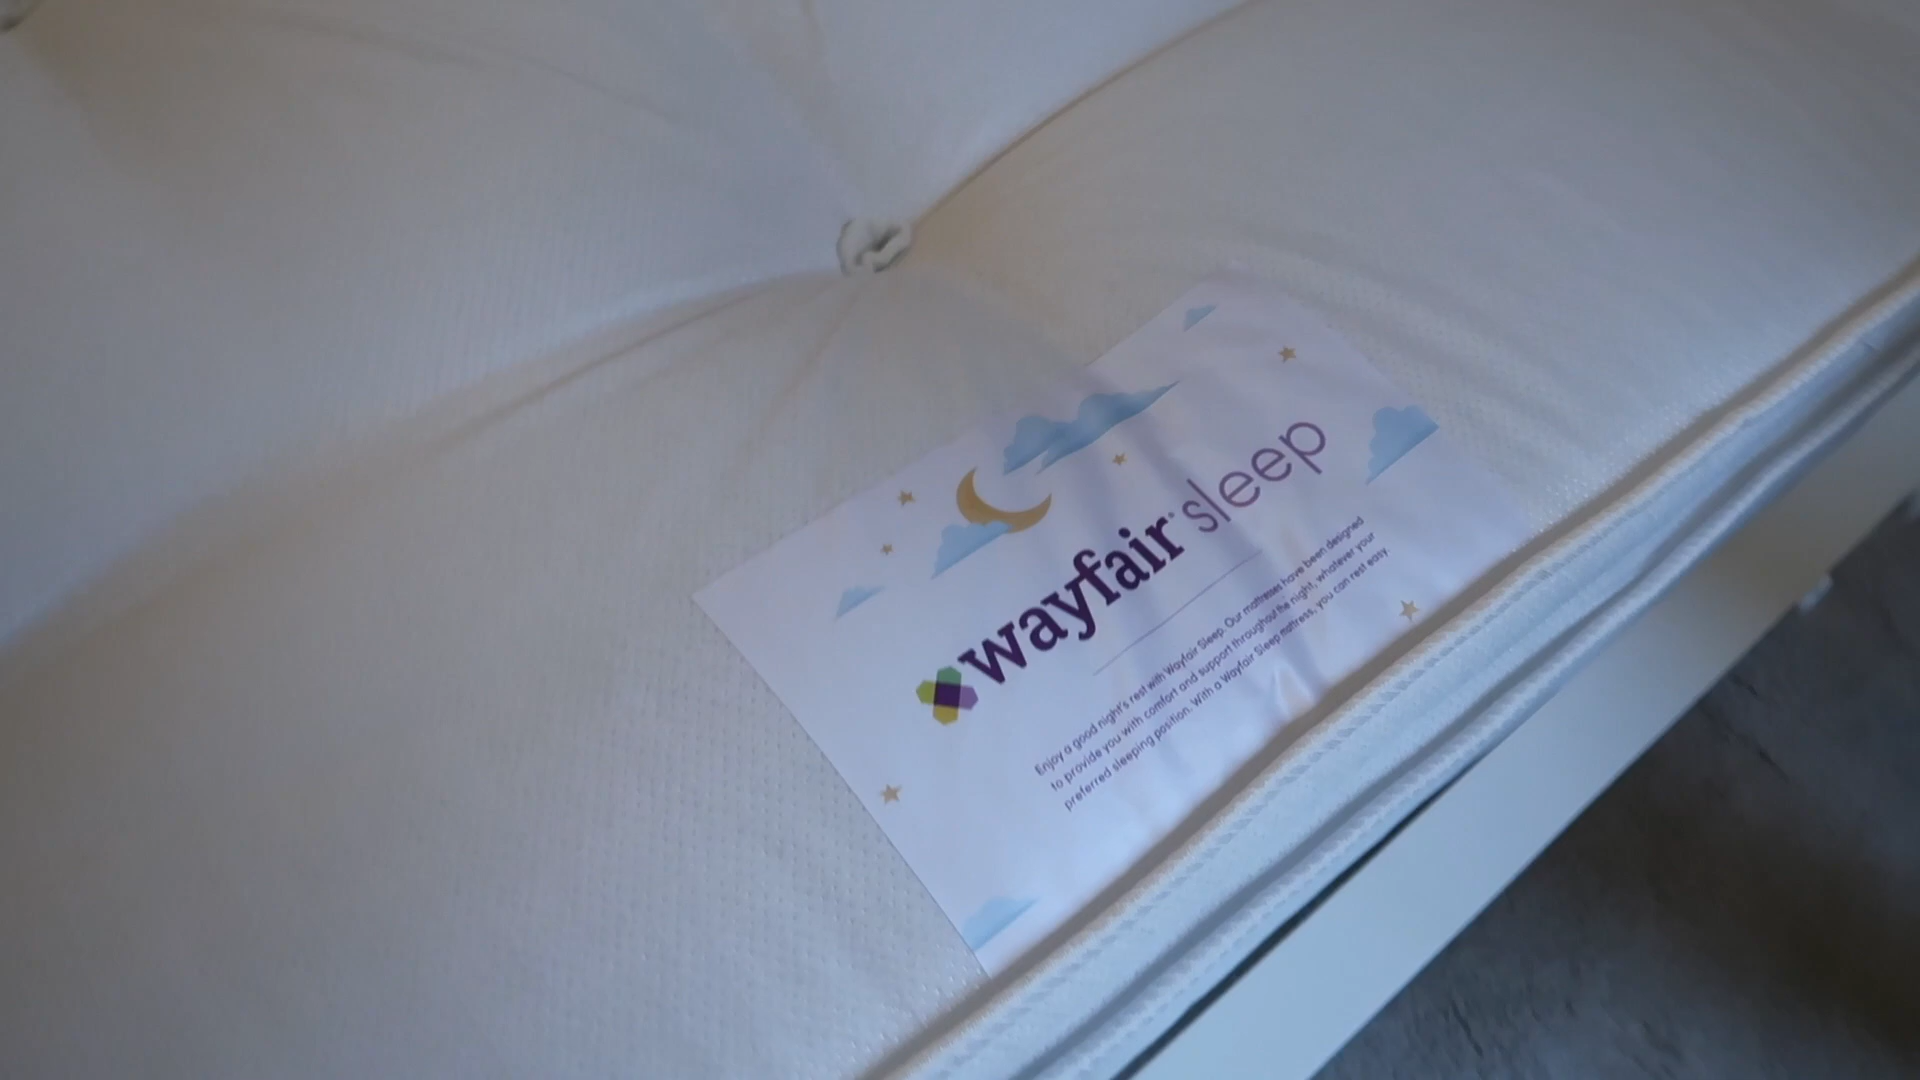 wayfair® sleep
Enjoy a good night's rest with Wayfair Sleep. Our mattresses have been designed
to provide you with comfort and support throughout the night, whatever your
preferred sleeping position. With a Wayfair Sleep mattress, you can rest easy.